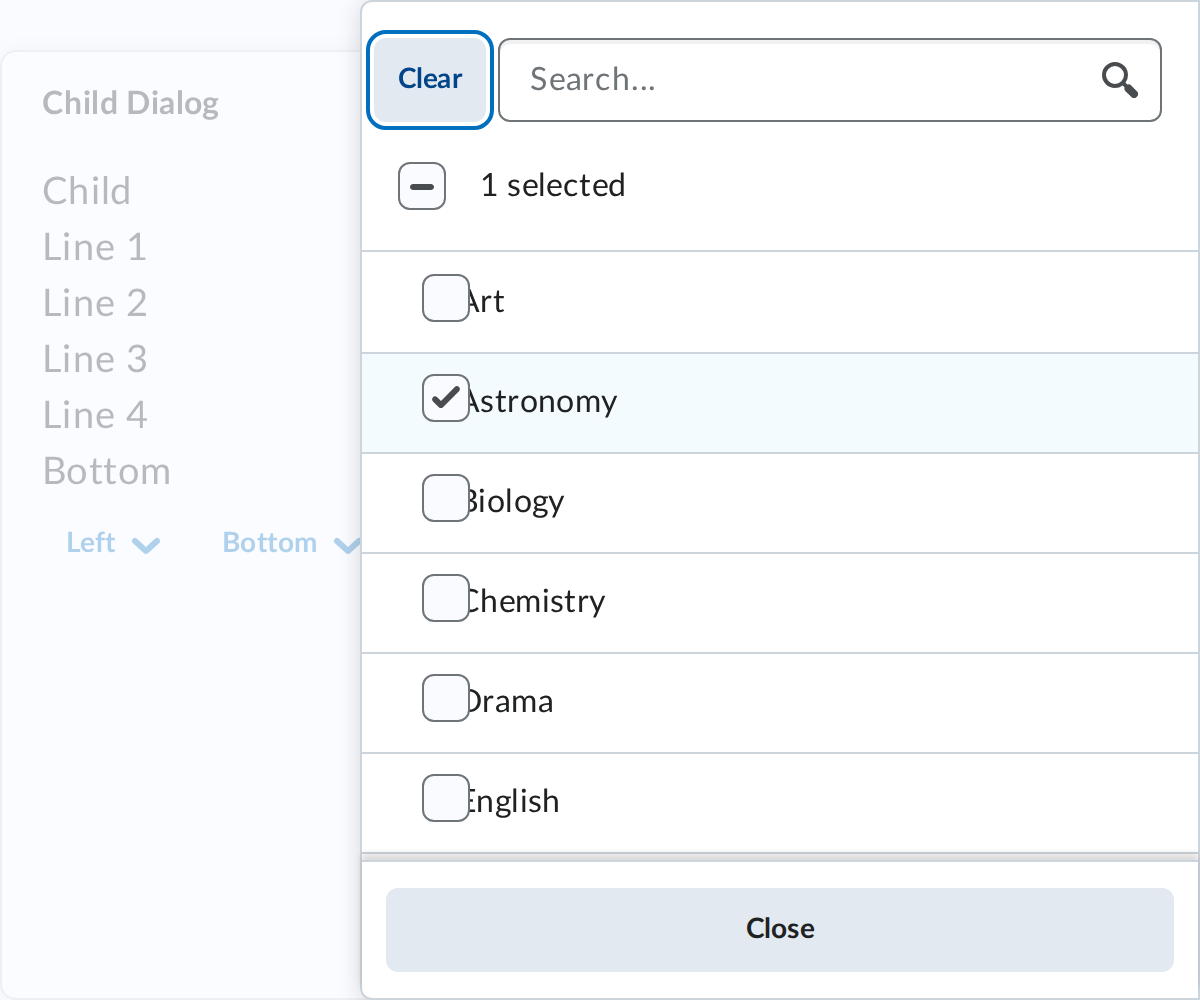 Child Dialog
Child
Line 1
Line 2
Line 3
Line 4
Bottom
Left
Bottom
Clear
Search...
1 selected
Art
Astronomy
Biology
Chemistry
Drama
English
Close